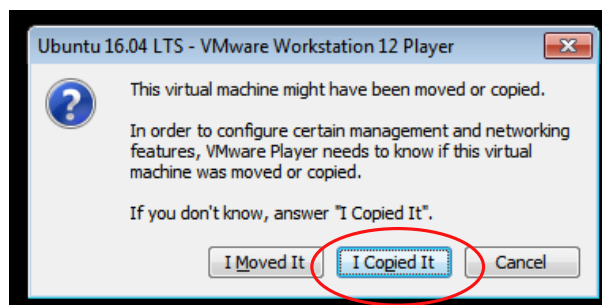 Ubuntu 16.04 LTS - VMware Workstation 12 Player
This virtual machine might have been moved or copied.
In order to configure certain management and networking
features, VMware Player needs to know if this virtual
machine was moved or copied.
If you don't know, answer "I Copied It".
I Moved It I Copied It Cancel